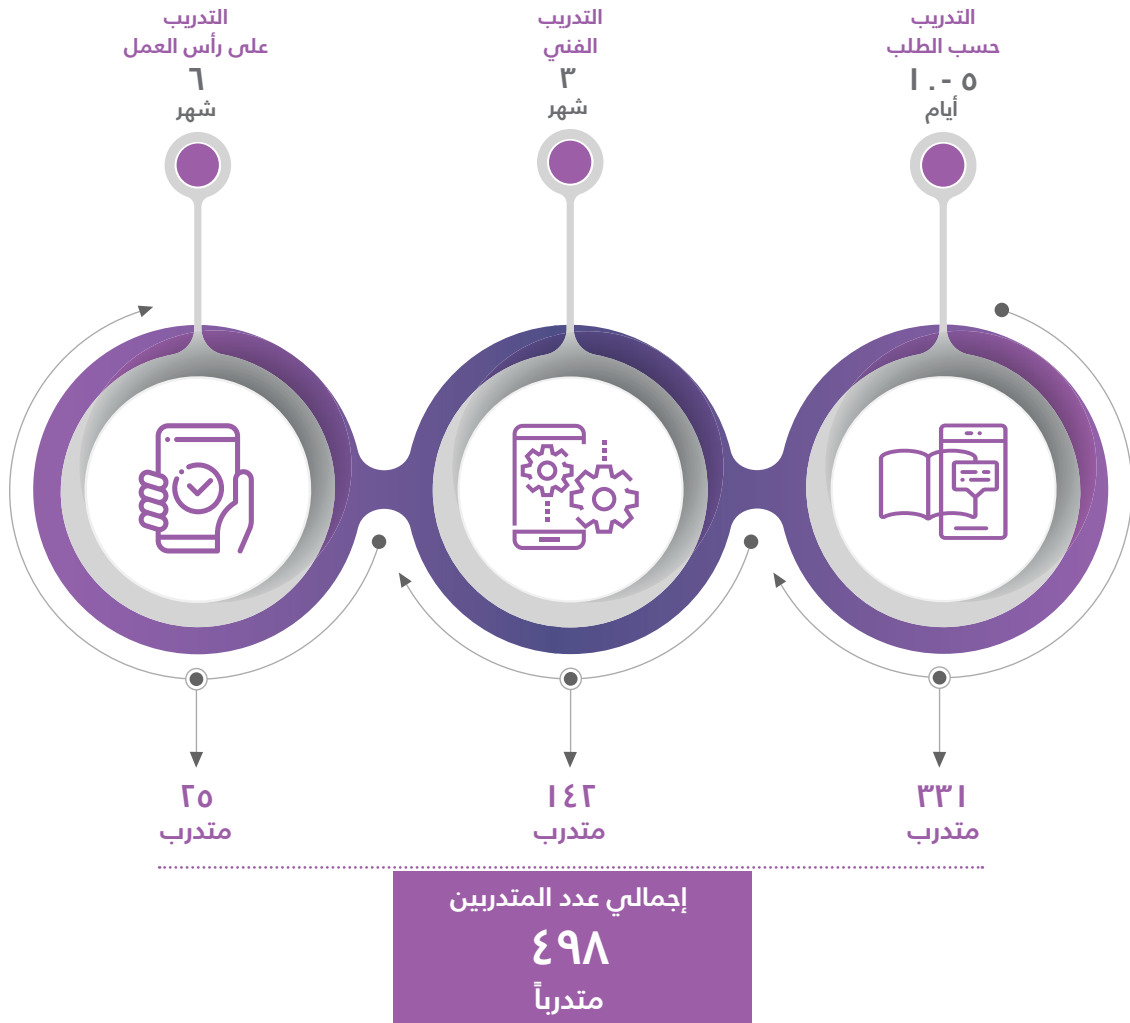 التدريب
حسب الطلب
٥ -١٠
أيام
التدريب
الفني
٣
شهر
التدريب
على رأس العمل
٦
شهر
٣٣١
متدرب
١٤٢
متدرب
٢٥
متدرب
إجمالي عدد المتدربين
٤٩٨
متدرباً